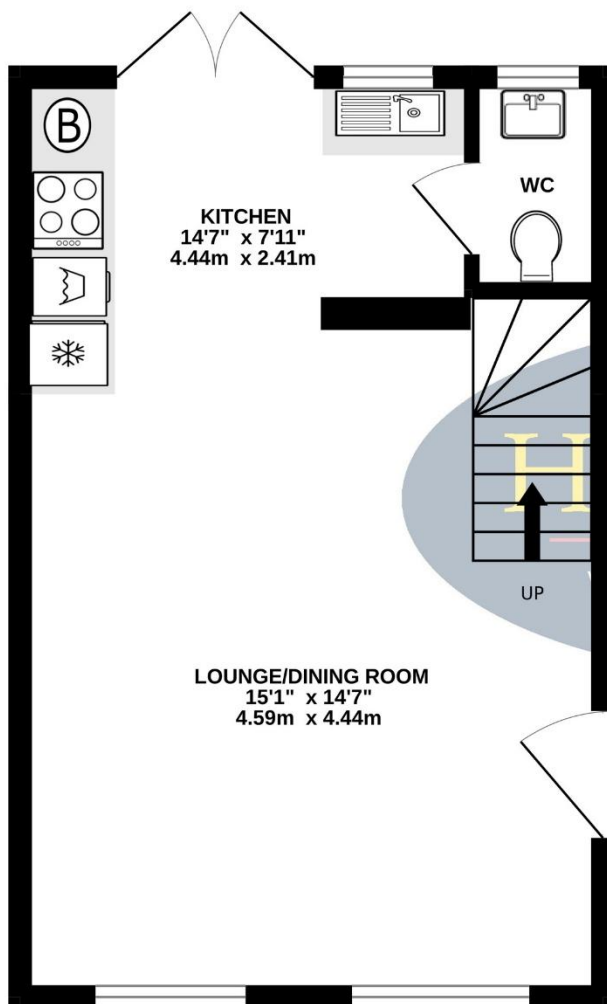 B
WC
KITCHEN
14'7" x 7'11"
4.44m x 2.41m
H
UP
LOUNGE/DINING ROOM
15'1" x 14'7"
4.59m x 4.44m